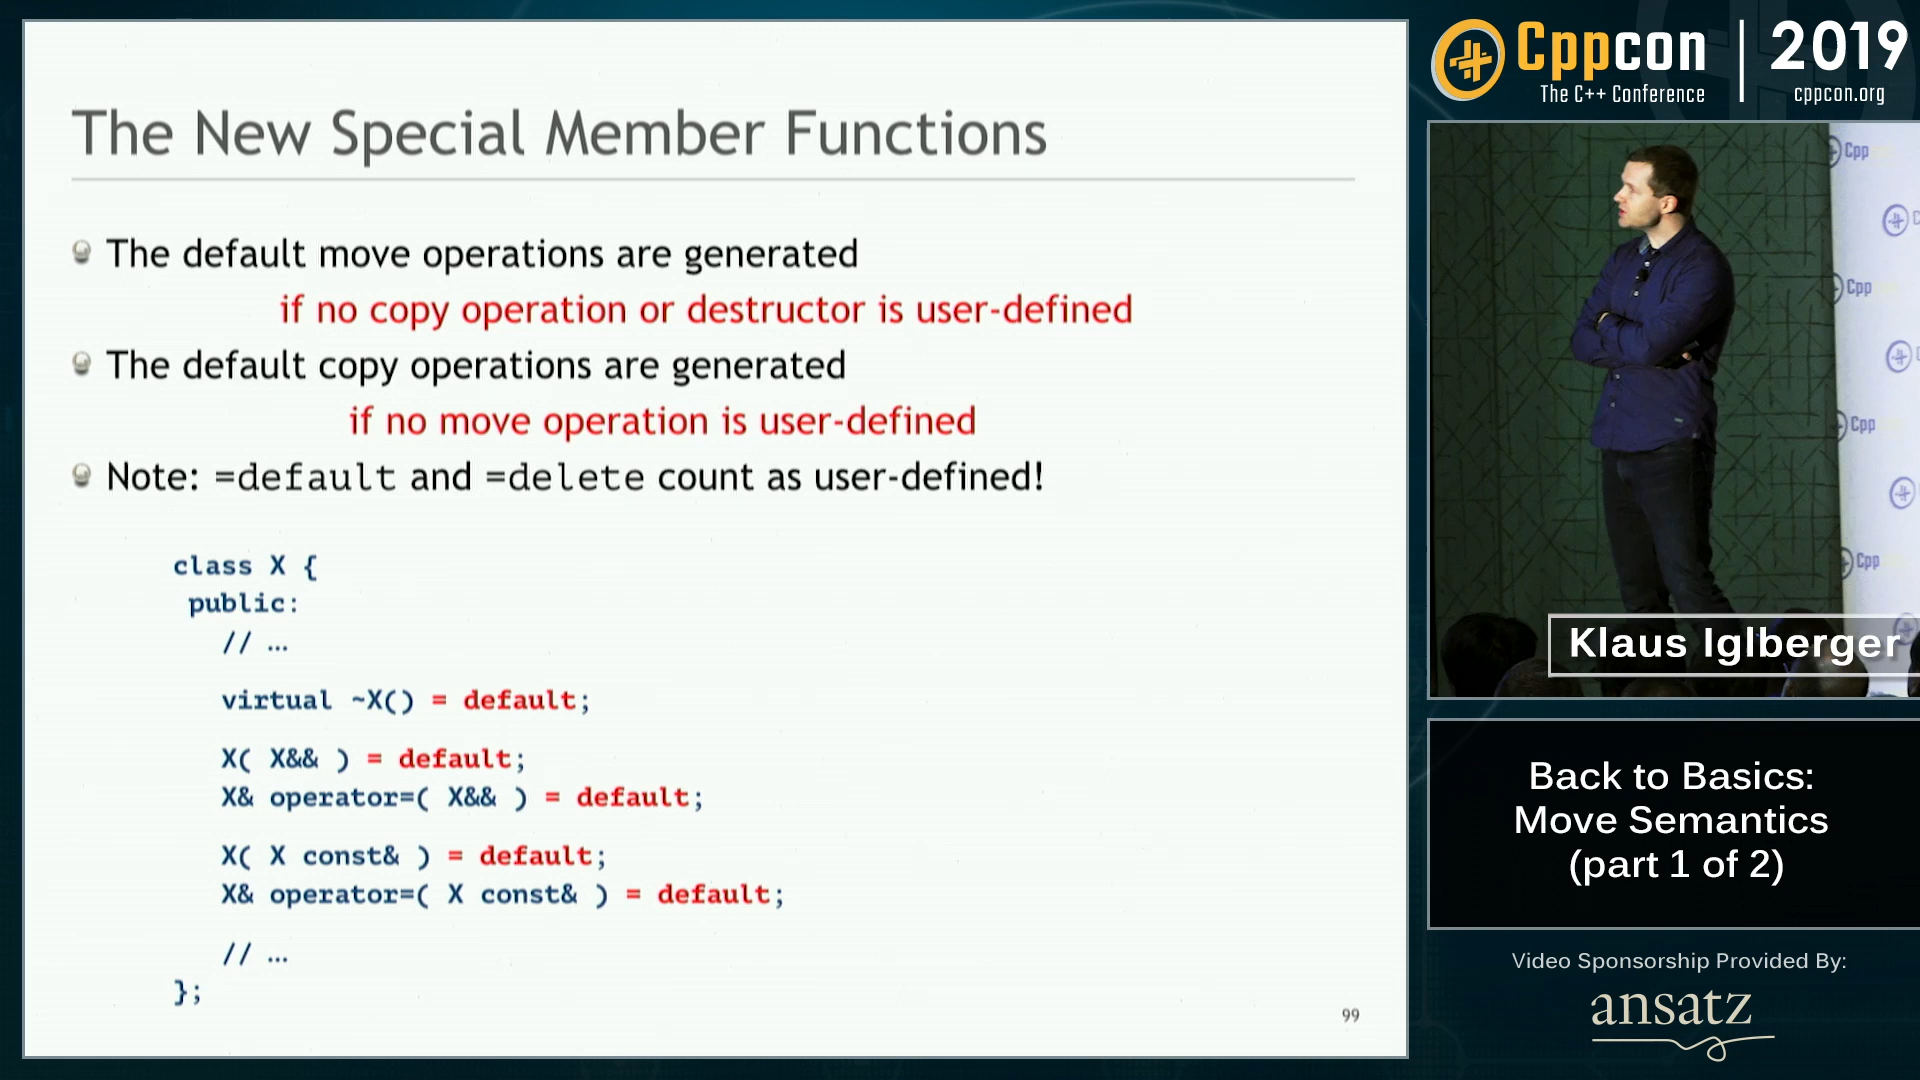 The New Special Member Functions
The default move operations are generated
if no copy operation or destructor is user-defined
The default copy operations are generated
if no move operation is user-defined
Note: =default and =delete count as user-defined!
class X {
public:
// …
virtual ~X() = default;
X( X&& ) = default;
X& operator=( X&& ) = default;
X( X const& ) = default;
X& operator=( X const& ) = default;
// …
};
99
Cppcon | 2019
The C++ Conference
cppcon.org
Cpp
Cpp
Cpp
Cpp
Klaus Iglberger
Back to Basics:
Move Semantics
(part 1 of 2)
Video Sponsorship Provided By:
ansatz